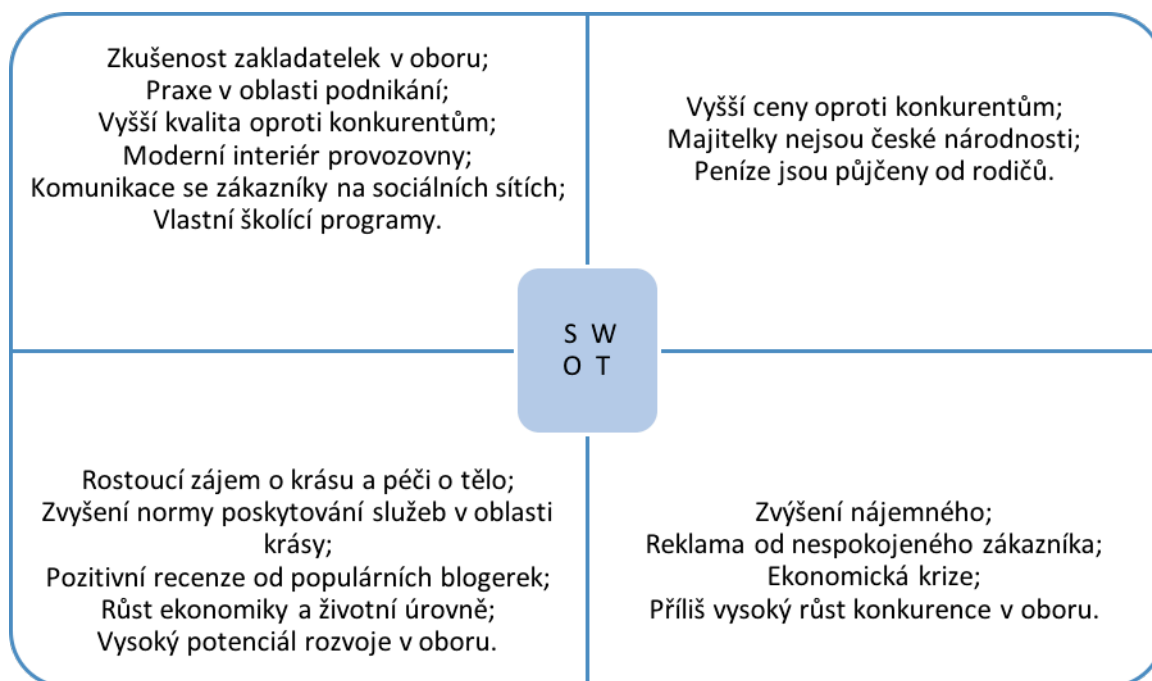 Zkušenost zakladatelek v oboru;
Praxe v oblasti podnikání;
Vyšší kvalita oproti konkurentům;
Moderní interiér provozovny;
Komunikace se zákazníky na sociálních sítích;
Vlastní školící programy.
Vyšší ceny oproti konkurentům;
Majitelky nejsou české národnosti;
Peníze jsou půjčeny od rodičů.
S W
O T
Rostoucí zájem o krásu a péči o tělo;
Zvyšení normy poskytování služeb v oblasti
krásy;
Pozitivní recenze od populárních blogerek;
Růst ekonomiky a životní úrovně;
Vysoký potenciál rozvoje v oboru.
Zvýšení nájemného;
Reklama od nespokojeného zákazníka;
Ekonomická krize;
Příliš vysoký růst konkurence v oboru.